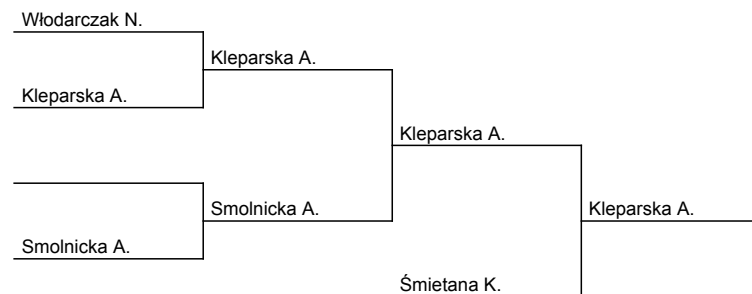 Włodarczak N.
Kleparska A.
Kleparska A.
Kleparska A.
Smolnicka A.
Kleparska A.
Smolnicka A.
Śmietana K.